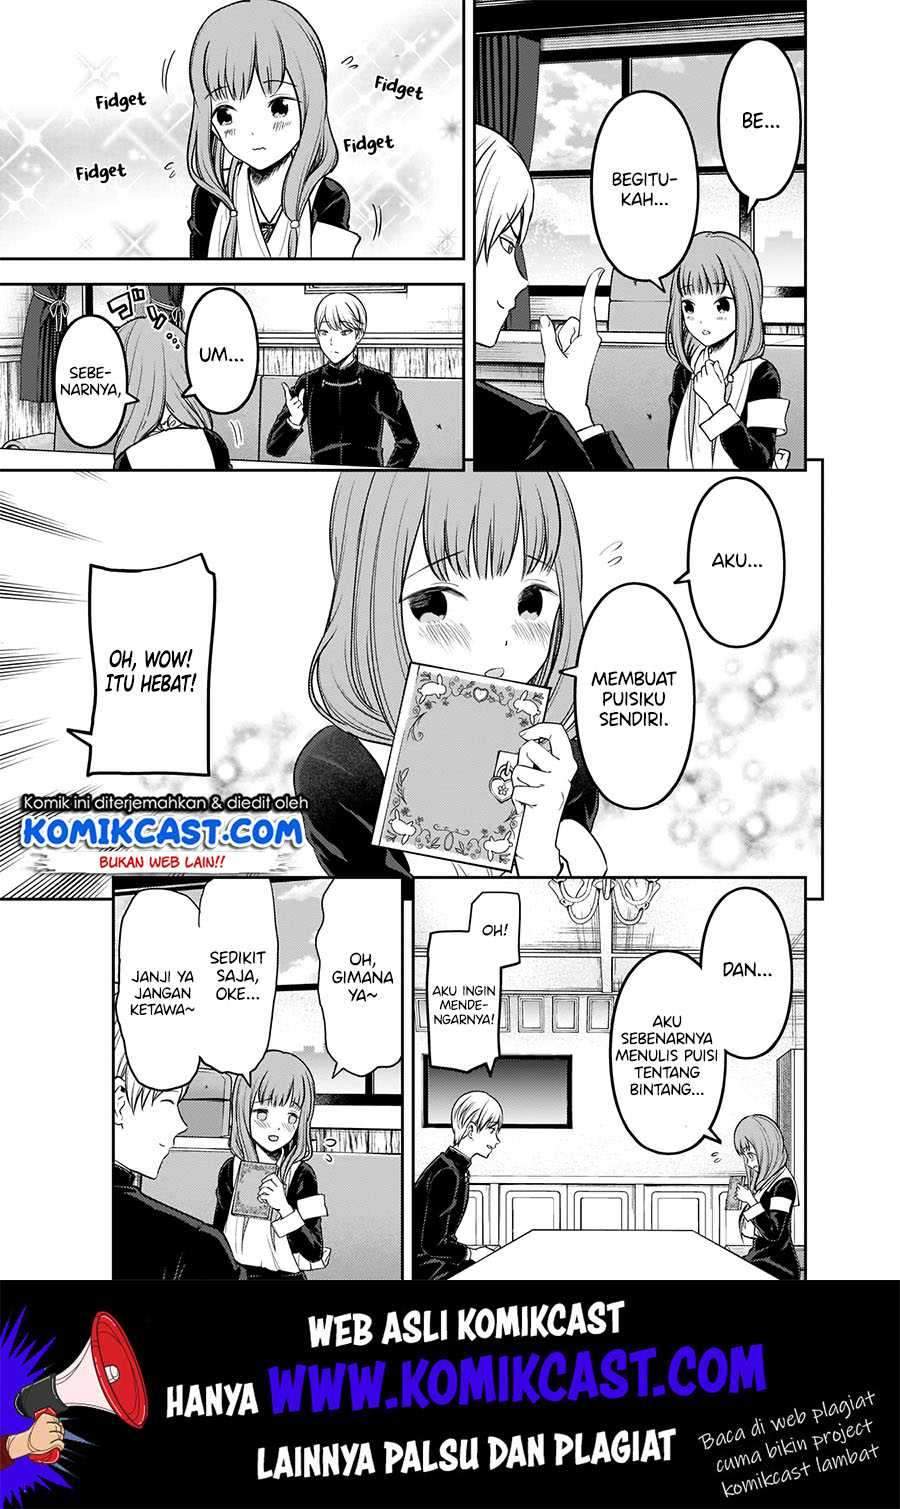 BE...
BEGITU-
KAH...
Fidget
Fidget
Fidget
Fidget
UM...
SEBE-
NARNYA,
AKU...
MEMBUAT
PUISIKU
SENDIRI.
OH, WOW!
ITU HEBAT!
Komik ini diterjemahkan & diedit oleh
KOMIKCAST.COM
BUKAN WEB LAIN!!
DAN...
AKU
SEBENARNYA
MENULIS PUISI
TENTANG
BINTANG...
OH!
AKU INGIN
MENDE-
NGARNYA!
OH,
GIMANA
YA~
SEDIKIT
SAJA,
OKE...
JANJI YA
JANGAN
KETAWA~
WEB ASLI KOMIKCAST
HANYA WWW.KOMIKCAST.COM
LAINNYA PALSU DAN PLAGIAT
Baca di web plagiat
cuma bikin project
komikcast lambat